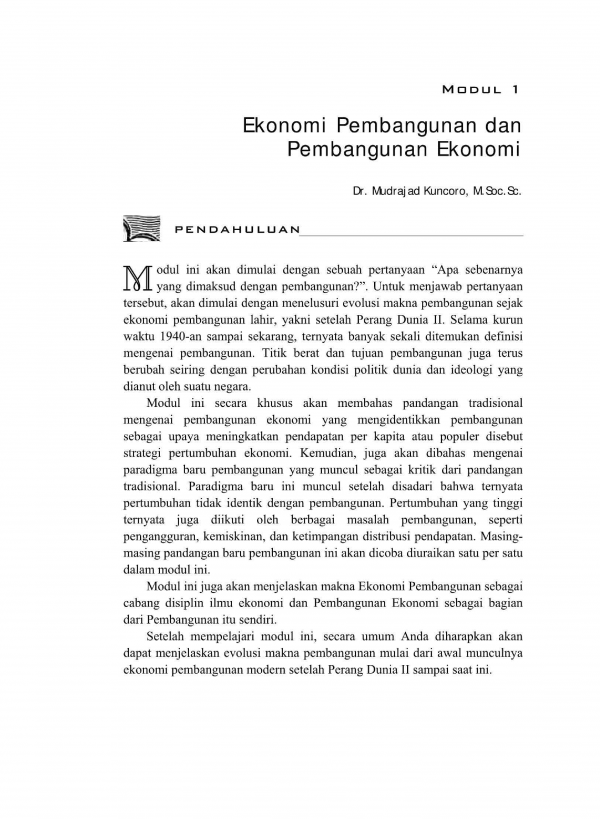 MODUL 1
Ekonomi Pembangunan dan
Pembangunan Ekonomi
Dr. Mudrajad Kuncoro, M.Soc.Sc.
PENDAHULUAN
Modul ini akan dimulai dengan sebuah pertanyaan “Apa sebenarnya
yang dimaksud dengan pembangunan?”. Untuk menjawab pertanyaan
tersebut, akan dimulai dengan menelusuri evolusi makna pembangunan sejak
ekonomi pembangunan lahir, yakni setelah Perang Dunia II. Selama kurun
waktu 1940-an sampai sekarang, ternyata banyak sekali ditemukan definisi
mengenai pembangunan. Titik berat dan tujuan pembangunan juga terus
berubah seiring dengan perubahan kondisi politik dunia dan ideologi yang
dianut oleh suatu negara.
Modul ini secara khusus akan membahas pandangan tradisional
mengenai pembangunan ekonomi yang mengidentikkan pembangunan
sebagai upaya meningkatkan pendapatan per kapita atau populer disebut
strategi pertumbuhan ekonomi. Kemudian, juga akan dibahas mengenai
paradigma baru pembangunan yang muncul sebagai kritik dari pandangan
tradisional. Paradigma baru ini muncul setelah disadari bahwa ternyata
pertumbuhan tidak identik dengan pembangunan. Pertumbuhan yang tinggi
ternyata juga diikuti oleh berbagai masalah pembangunan, seperti
pengangguran, kemiskinan, dan ketimpangan distribusi pendapatan. Masing-
masing pandangan baru pembangunan ini akan dicoba diuraikan satu per satu
dalam modul ini.
Modul ini juga akan menjelaskan makna Ekonomi Pembangunan sebagai
cabang disiplin ilmu ekonomi dan Pembangunan Ekonomi sebagai bagian
dari Pembangunan itu sendiri.
Setelah mempelajari modul ini, secara umum Anda diharapkan akan
dapat menjelaskan evolusi makna pembangunan mulai dari awal munculnya
ekonomi pembangunan modern setelah Perang Dunia II sampai saat ini.